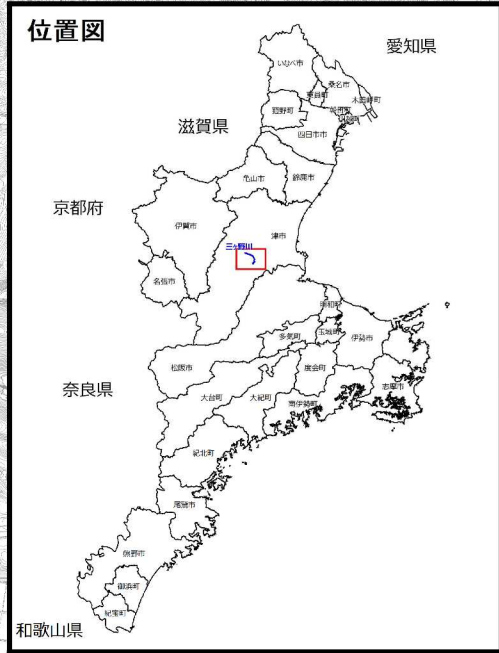 位置図
愛知県
いなべ市
桑名市
東員町
木曽岬町
菰野町
朝日町
川越町
四日市市
滋賀県
亀山市
鈴鹿市
京都府
伊賀市
津市
三ヶ野川
名張市
明和町
多気町
玉城町
伊勢市
松阪市
度会町
奈良県
志摩市
大台町
大紀町
南伊勢町
紀北町
尾鷲市
熊野市
御浜町
紀宝町
和歌山県